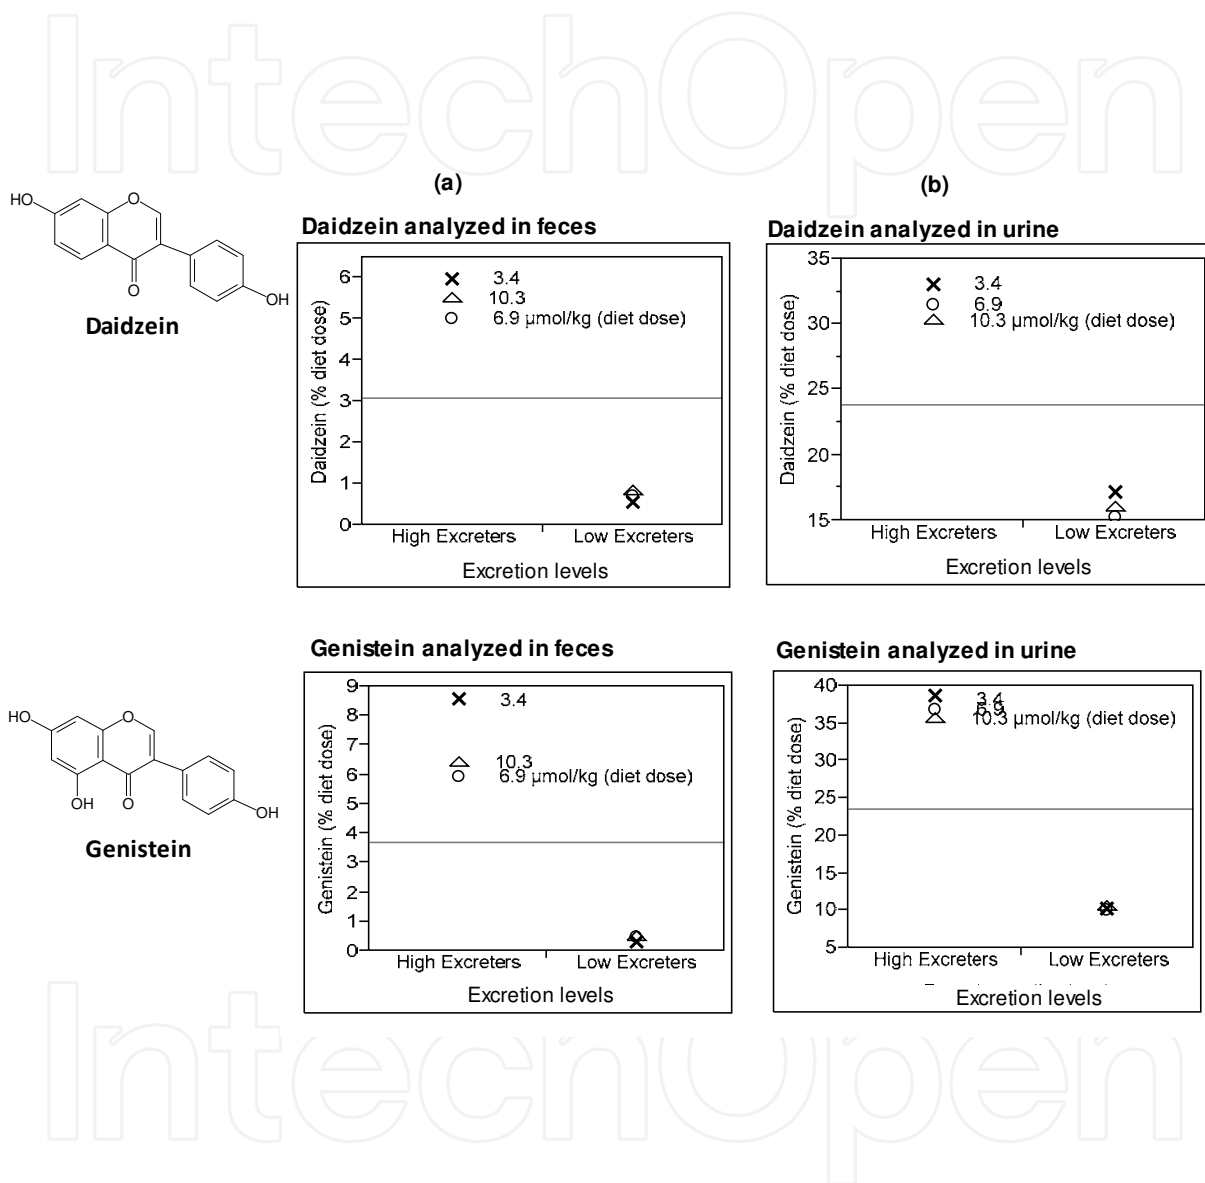 IntechOpen
(a)
(b)
HO
O
O
OH
Daidzein
Daidzein analyzed in feces
Daidzein (% diet dose)
6
5
4
3
2
1
0
3.4
10.3
6.9 µmol/kg (diet dose)
High Excreters
Low Excreters
Excretion levels
Daidzein analyzed in urine
Daidzein (% diet dose)
35
30
25
20
15
3.4
6.9
10.3 µmol/kg (diet dose)
High Excreters
Low Excreters
Excretion levels
HO
O
OH
O
OH
Genistein
Genistein analyzed in feces
Genistein (% diet dose)
9
8
7
6
5
4
3
2
1
0
3.4
10.3
6.9 µmol/kg (diet dose)
High Excreters
Low Excreters
Excretion levels
Genistein analyzed in urine
Genistein (% diet dose)
40
35
30
25
20
15
10
5
3.4
6.9
10.3 µmol/kg (diet dose)
High Excreters
Low Excreters
Excretion levels
IntechOpen